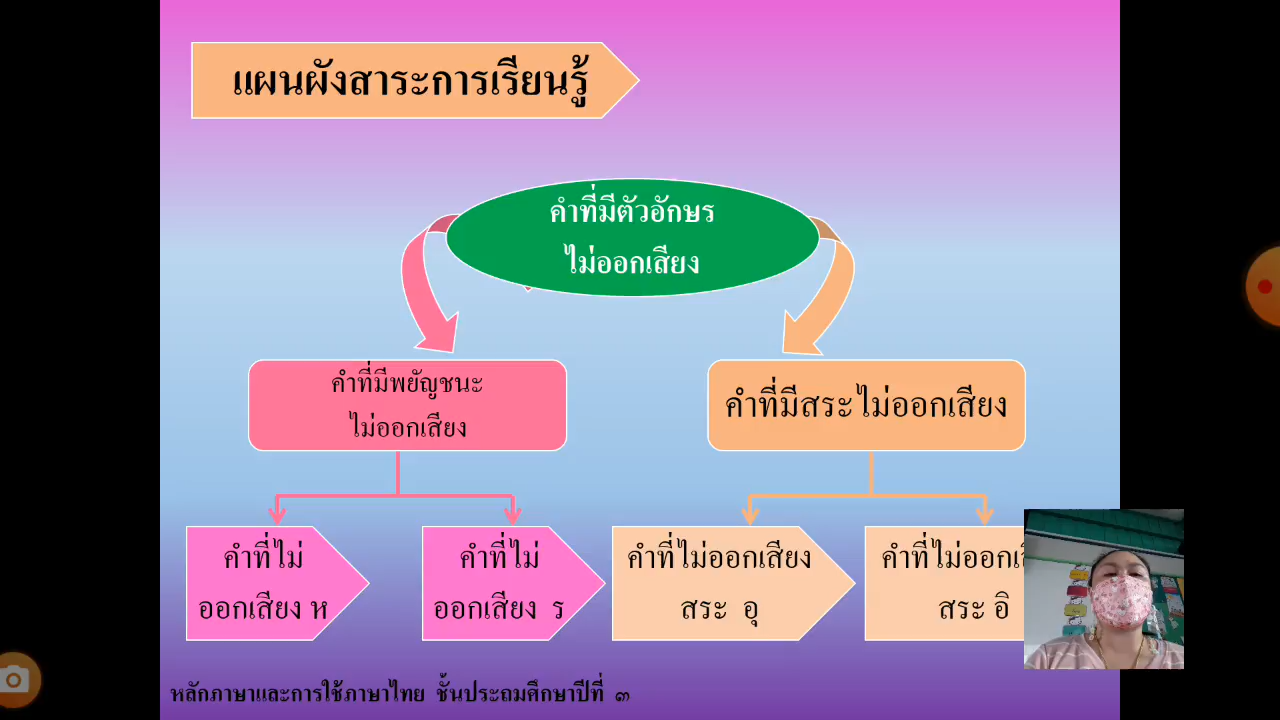 แผนผังสาระการเรียนรู้
คำที่มีตัวอักษร
ไม่ออกเสียง
คำที่มีพยัญชนะ
ไม่ออกเสียง
คำที่มีสระไม่ออกเสียง
คำที่ไม่
ออกเสียง ห
คำที่ไม่
ออกเสียง ร
คำที่ไม่ออกเสียง
สระ อุ
คำที่ไม่ออกเ
สระ อิ
หลักภาษาและการใช้ภาษาไทย ชั้นประถมศึกษาปีที่ ๓